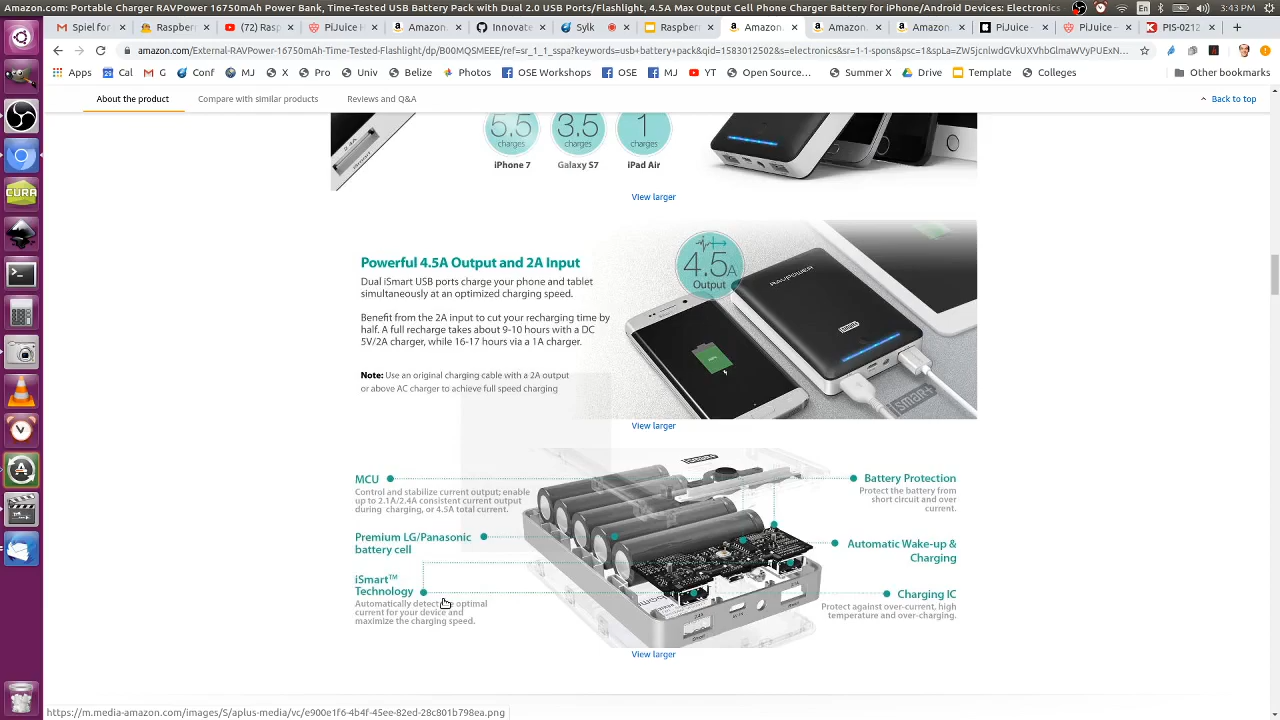 Amazon.com: Portable Charger RAVPower 16750mAh Power Bank, Time-Tested USB Battery Pack with Dual 2.0 USB Ports/Flashlight, 4.5A Max Output Cell Phone Charger Battery for iPhone/Android Devices: Electronics
En
3:43 PM
Spiel for
Raspberr
(72) Rasp
PiJuice H
Amazon.
Innovate
Sylk
Raspberr
Amazon.
Amazon.
Amazon.
PiJuice -
PiJuice -
PIS-0212
amazon.com/External-RAVPower-16750mAh-Time-Tested-Flashlight/dp/B00MQSMEEE/ref=sr_1_1_sspa?keywords=usb+battery+pack&qid=1583012502&s=electronics&sr=1-1-spons&psc=1&spLa=
Apps
Cal
G
Conf
MJ
X
Pro
Univ
Belize
Photos
OSE Workshops
OSE
MJ
YT
Open Source...
Summer X
Drive
Template
Colleges
Other bookmarks
About the product
Compare with similar products
Reviews and Q&A
Back to top
5.5
charges
iPhone 7
3.5
charges
Galaxy S7
1
charges
iPad Air
View larger
Powerful 4.5A Output and 2A Input
Dual iSmart USB ports charge your phone and tablet
simultaneously at an optimized charging speed.
Benefit from the 2A input to cut your recharging time by
half. A full recharge takes about 9-10 hours with a DC
5V/2A charger, while 16-17 hours via a 1A charger.
Note: Use an original charging cable with a 2A output
or above AC charger to achieve full speed charging
4.5A
Output
RAVPOWER
View larger
MCU
Control and stabilize current output; enable
up to 2.1A/2.4A consistent current output
during charging, or 4.5A total current.
Premium LG/Panasonic
battery cell
iSmart™
Technology
Automatically detect the optimal
current for your device and
maximize the charging speed.
Battery Protection
Protect the battery from
short circuit and over
current.
Automatic Wake-up &
Charging
Charging IC
Protect against over-current, high
temperature and over-charging.
View larger
CURA
https://m.media-amazon.com/images/S/aplus-media/vc/e900e1f6-4b4f-45ee-82ed-28c801b798ea.png